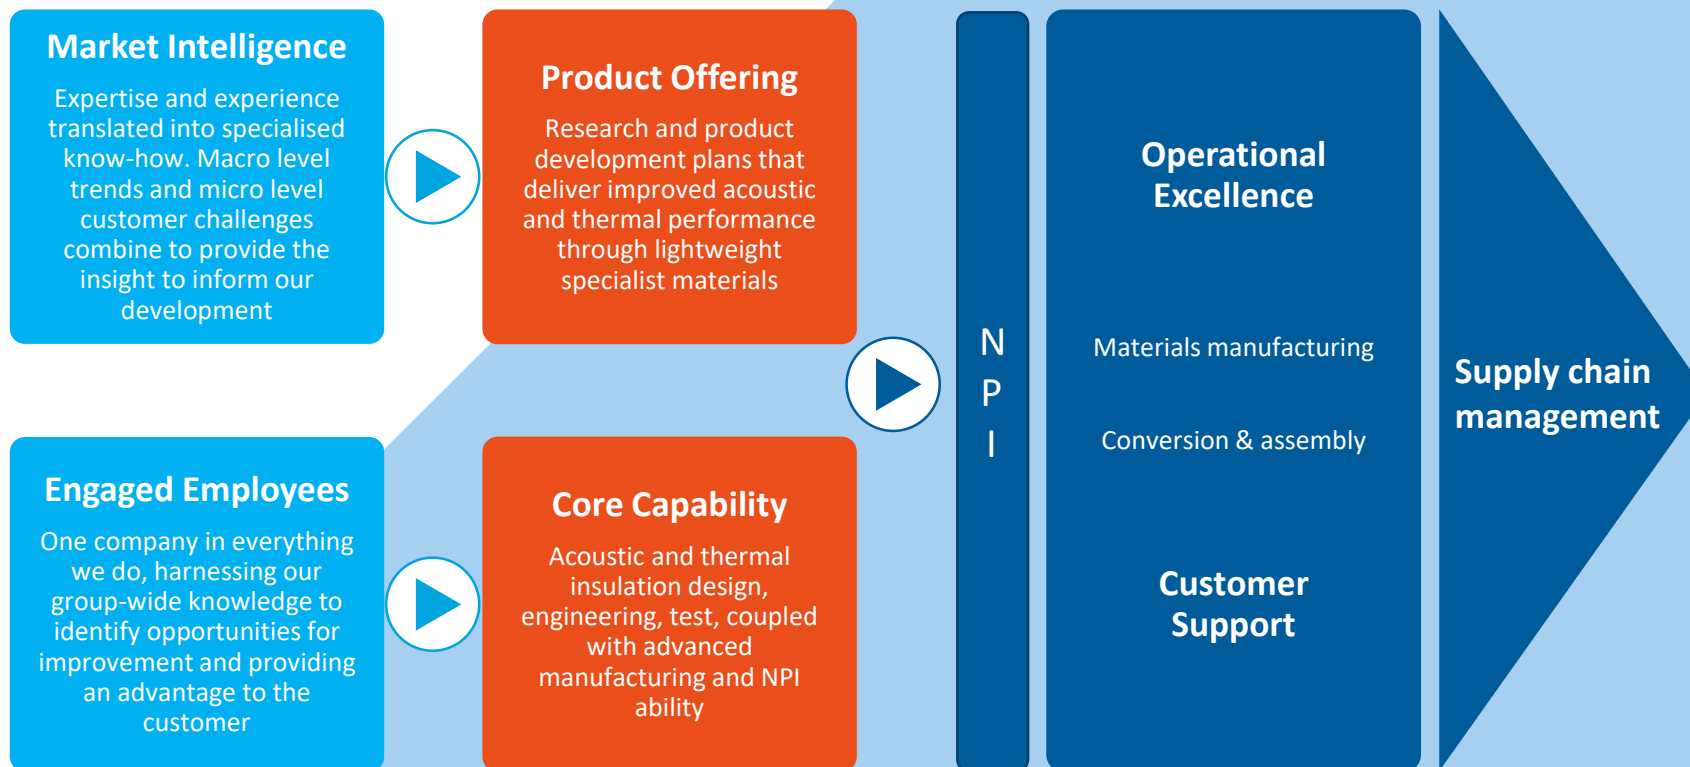 Market Intelligence
Expertise and experience
translated into specialised
know-how. Macro level
trends and micro level
customer challenges
combine to provide the
insight to inform our
development
Product Offering
Research and product
development plans that
deliver improved acoustic
and thermal performance
through lightweight
specialist materials
Engaged Employees
One company in everything
we do, harnessing our
group-wide knowledge to
identify opportunities for
improvement and providing
an advantage to the
customer
Core Capability
Acoustic and thermal
insulation design,
engineering, test, coupled
with advanced
manufacturing and NPI
ability
N
P
I
Operational
Excellence
Materials manufacturing
Conversion & assembly
Customer
Support
Supply chain
management